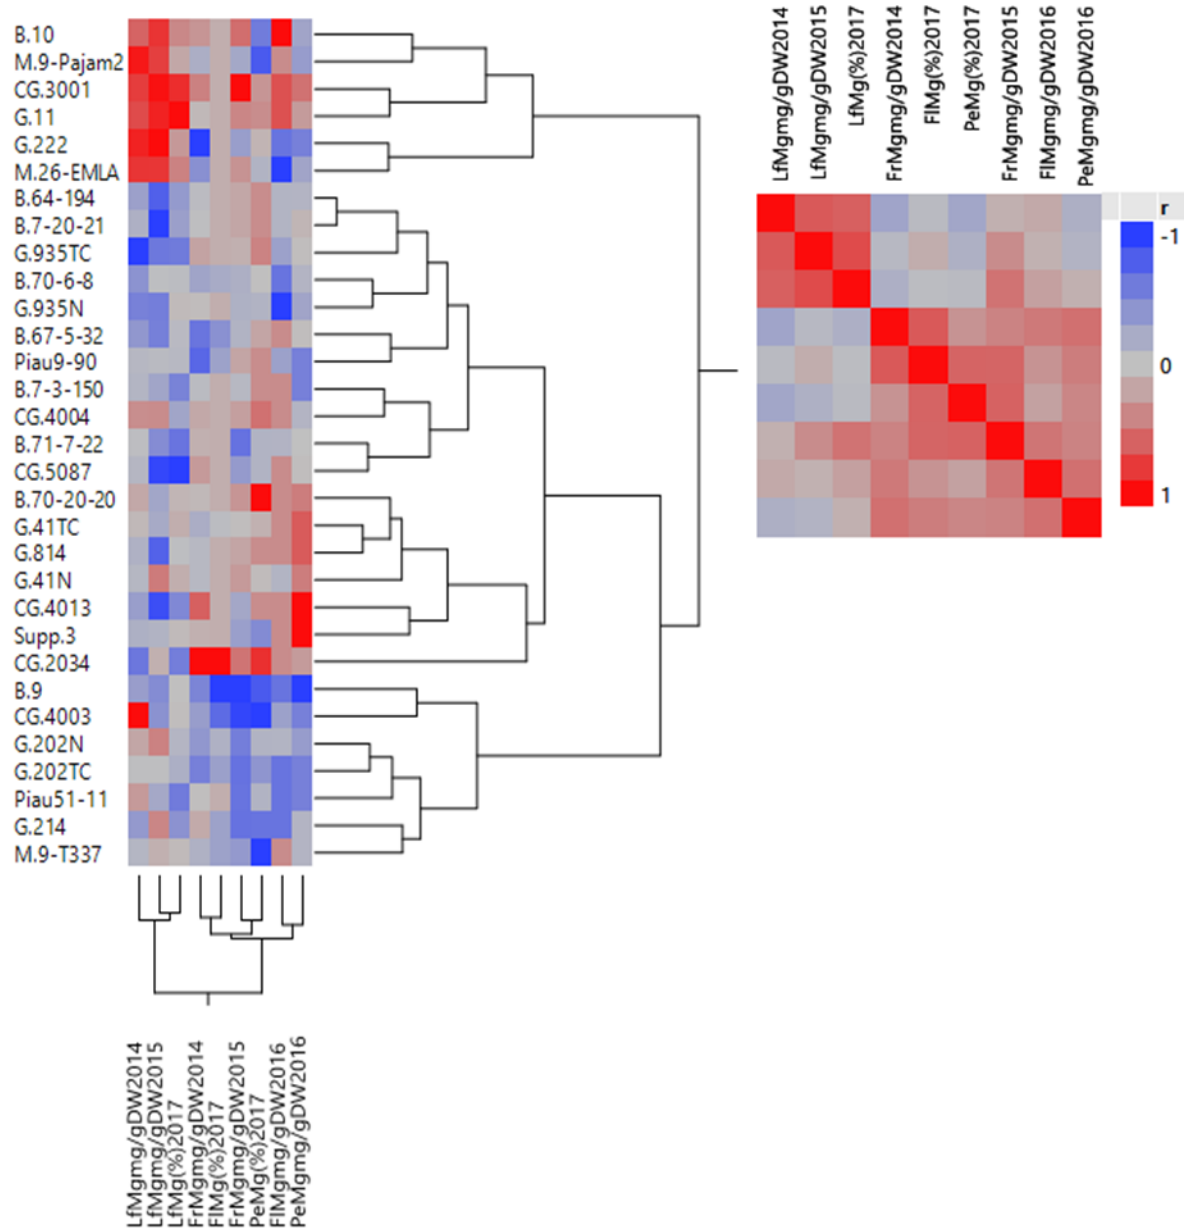 B.10
M.9-Pajam2
CG.3001
G.11
G.222
M.26-EMLA
B.64-194
B.7-20-21
G.935TC
B.70-6-8
G.935N
B.67-5-32
Piau9-90
B.7-3-150
CG.4004
B.71-7-22
CG.5087
B.70-20-20
G.41TC
G.814
G.41N
CG.4013
Supp.3
CG.2034
B.9
CG.4003
G.202N
G.202TC
Piau51-11
G.214
M.9-T337
LfMgmg/gDW2014
LfMgmg/gDW2015
LfMg(%)2017
FrMgmg/gDW2014
FlMg(%)2017
FrMgmg/gDW2015
PeMg(%)2017
FlMgmg/gDW2016
PeMgmg/gDW2016
LfMgmg/gDW2014
LfMgmg/gDW2015
LfMg(%)2017
FrMgmg/gDW2014
FlMg(%)2017
PeMg(%)2017
FrMgmg/gDW2015
FlMgmg/gDW2016
PeMgmg/gDW2016
r
-1
0
1